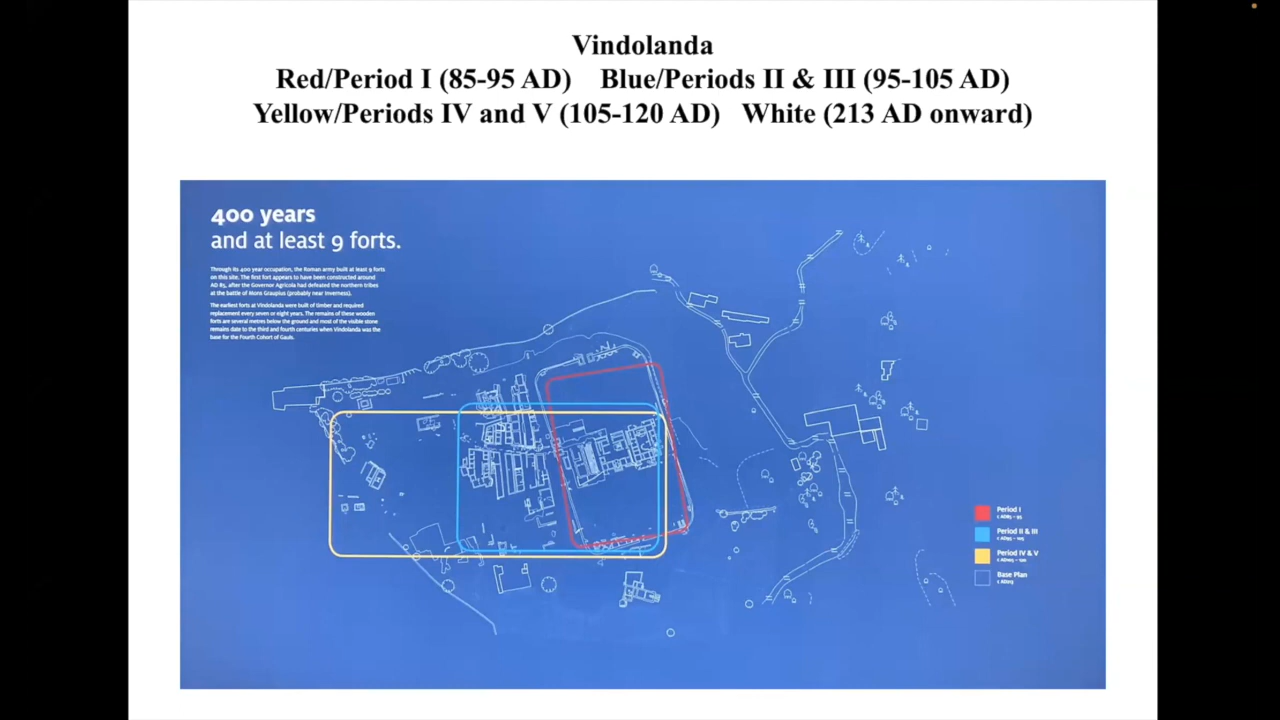 Vindolanda
Red/Period I (85-95 AD) Blue/Periods II & III (95-105 AD)
Yellow/Periods IV and V (105-120 AD) White (213 AD onward)
400 years
and at least 9 forts.
Through its 400 year occupation, the Roman army built at least 9 forts
on this site. The first fort appears to have been constructed around
AD 85, after the Governor Agricola had defeated the northern tribes
at the battle of Mons Graupius (probably near Inverness).
The earliest forts at Vindolanda were built of timber and required
replacement every seven or eight years. The remains of these wooden
forts are several metres below the ground and most of the visible stone
remains date to the third and fourth centuries when Vindolanda was the
base for the Fourth Cohort of Gauls.
Period I
c AD85 - 95
Period II & III
c AD95 - 105
Period IV & V
c AD105 - 120
Base Plan
c AD213